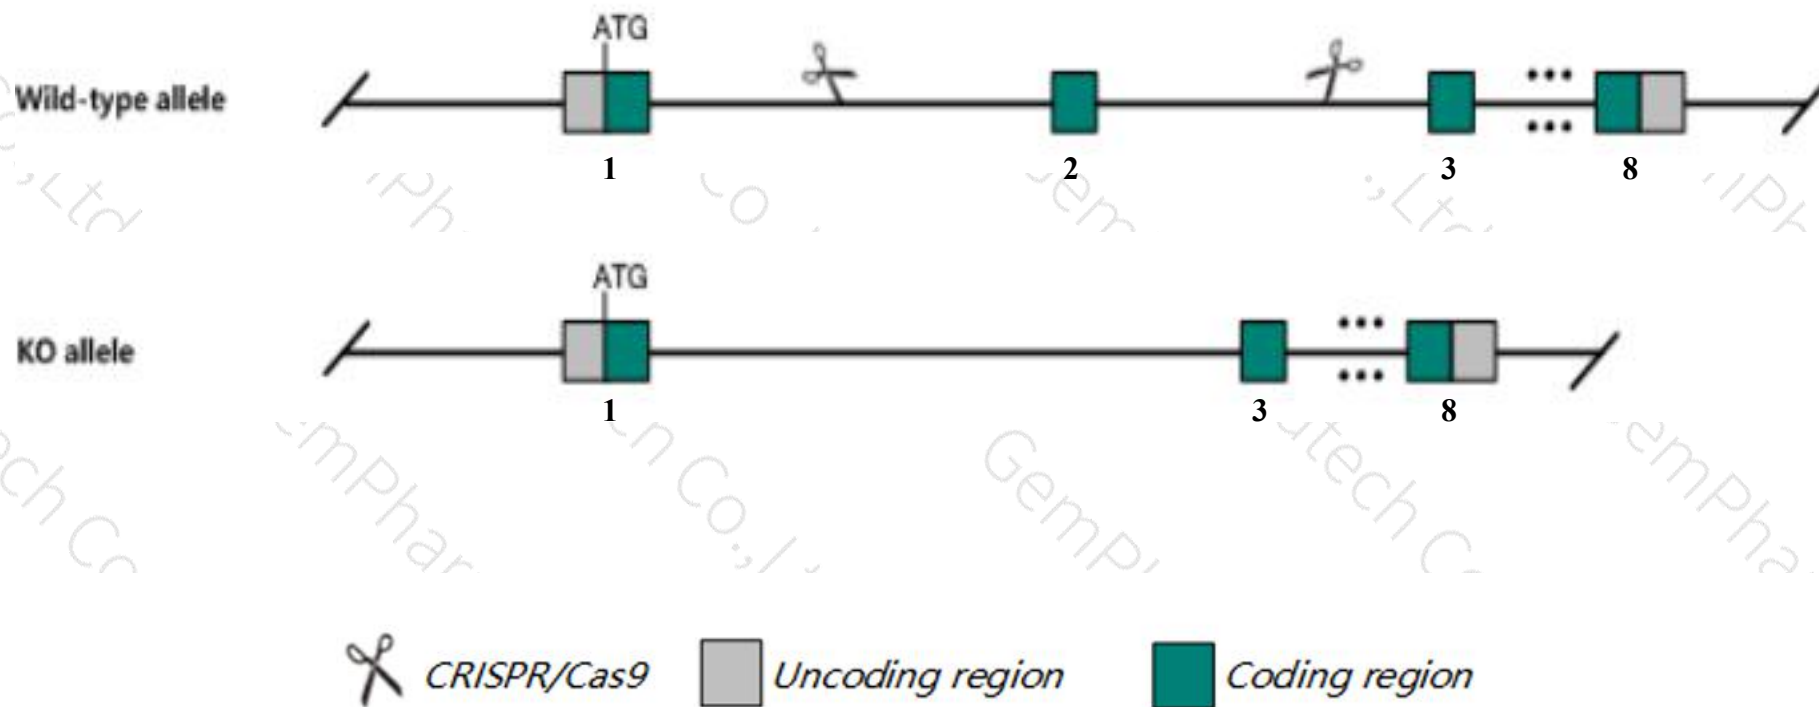 ATG
Wild-type allele
1 2 3 8
ATG
KO allele
1 3 8
CRISPR/Cas9 Uncoding region Coding region